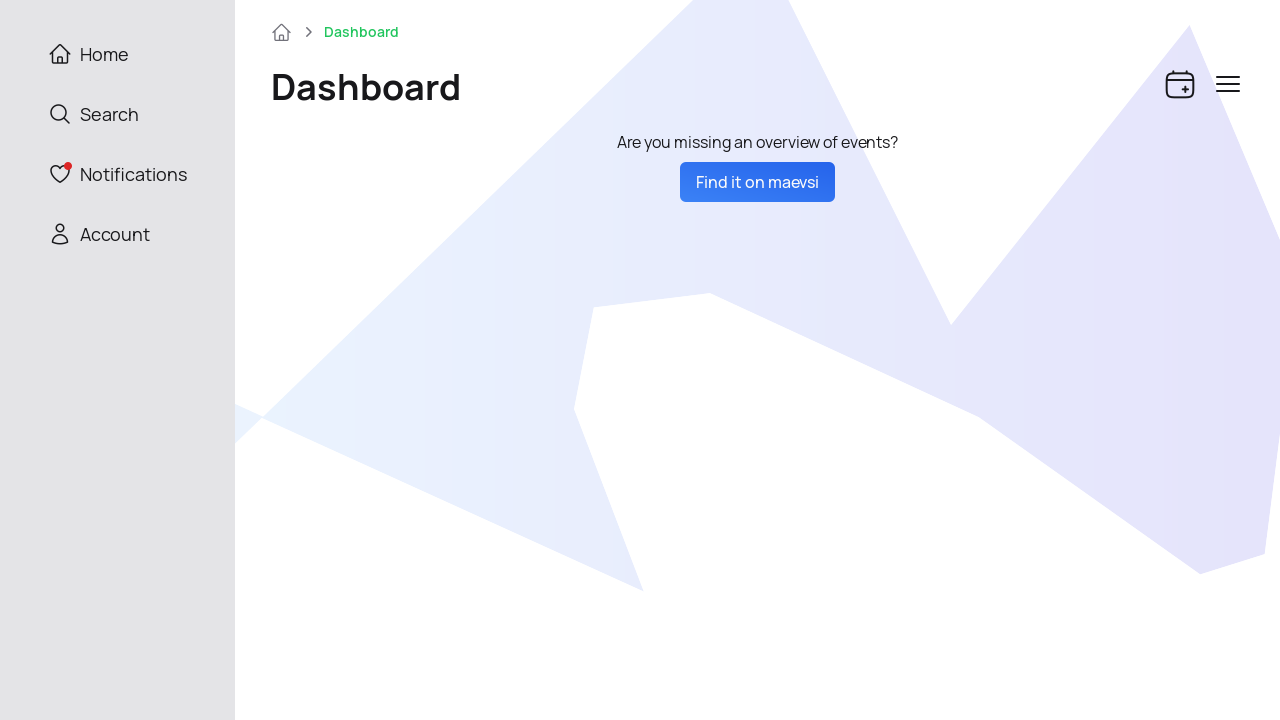 Home
Search
Notifications
Account
Dashboard
Dashboard
Are you missing an overview of events?
Find it on maevsi